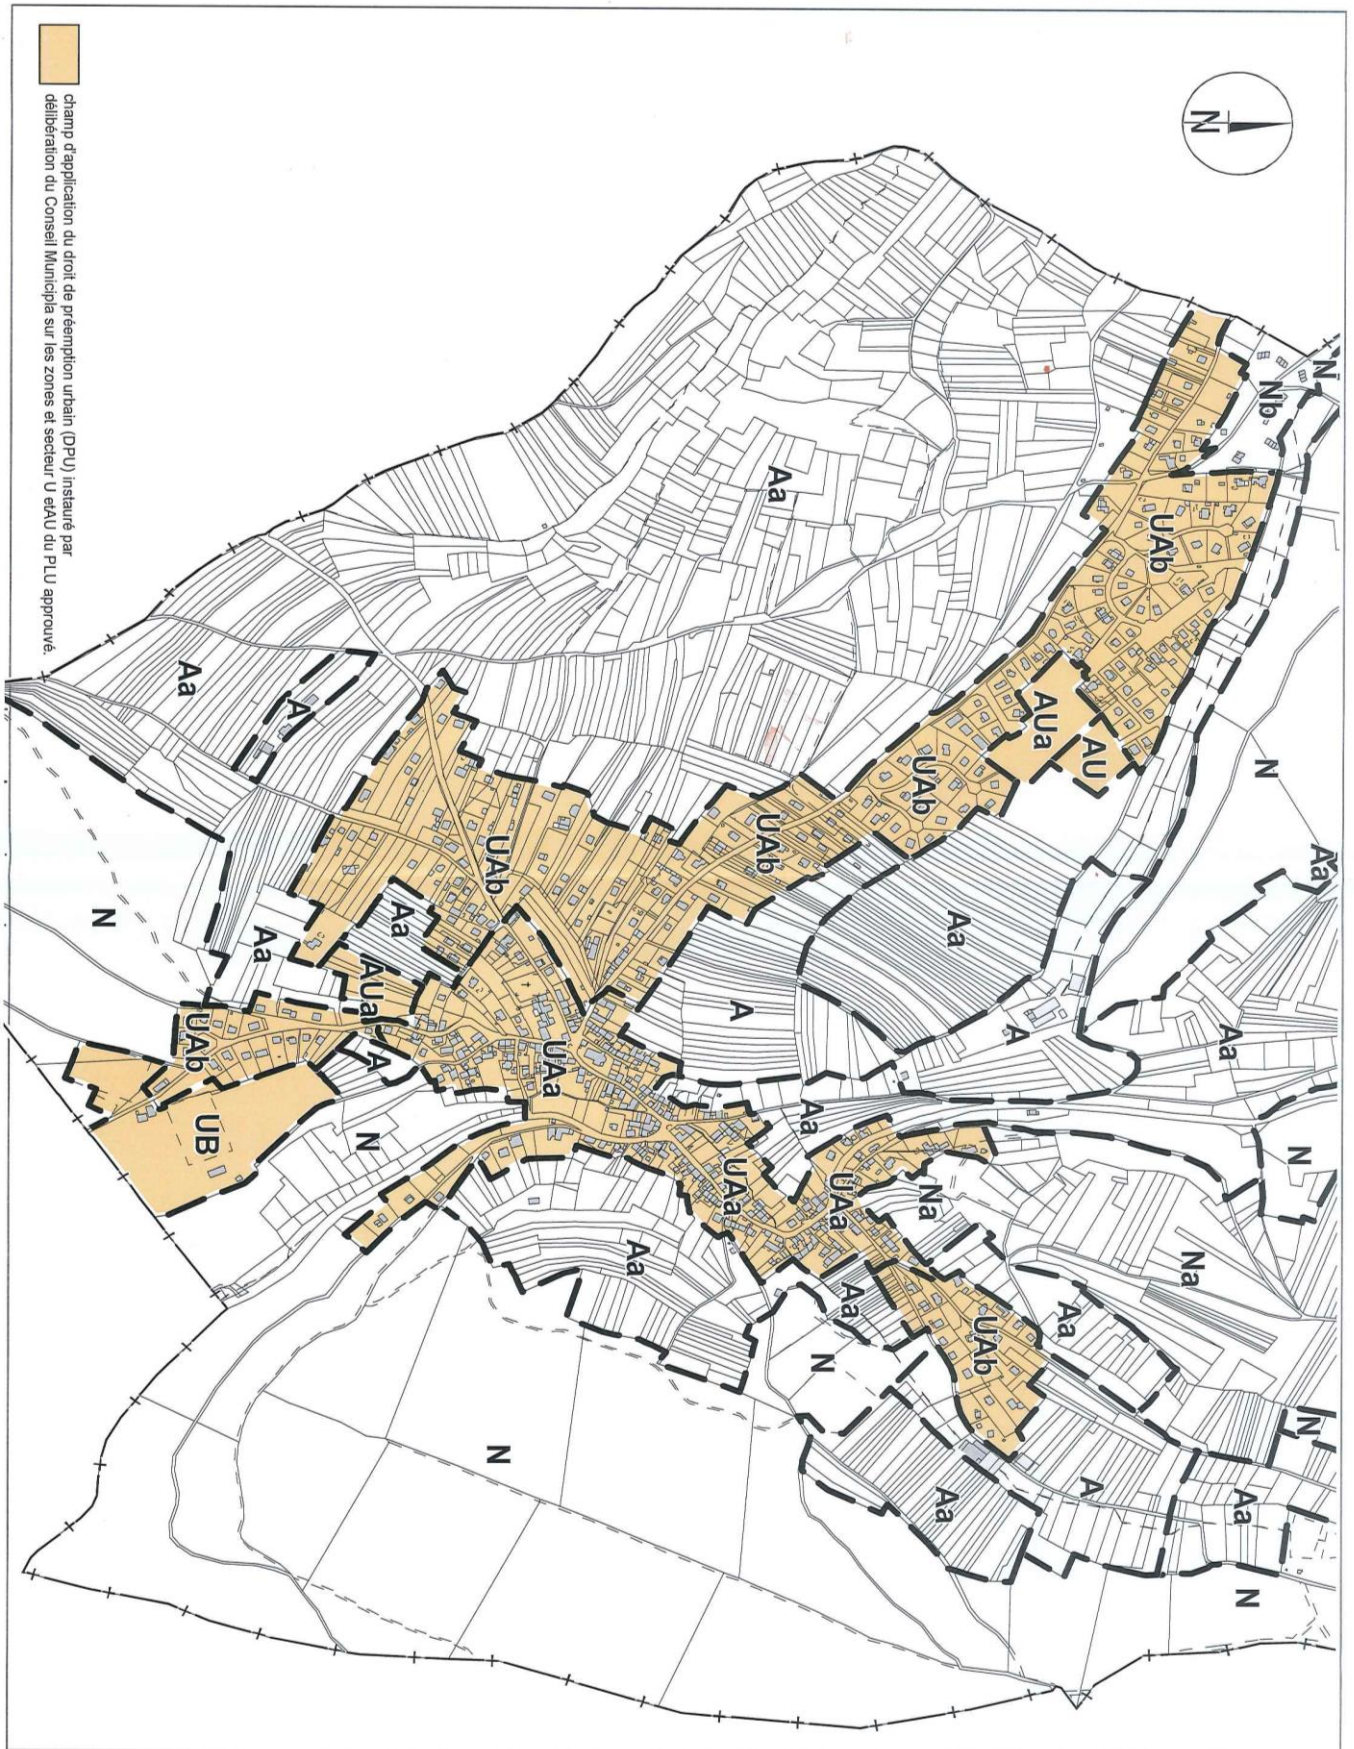 N
champ d'application du droit de préemption urbain (DPU) instauré par
délibération du Conseil Municipla sur les zones et secteur U etAU du PLU approuvé.
N
Nb
Aa
UAb
AUa
AU
N
Aa
UAb
UAb
Aa
A
Aa
N
Aa
UAb
Aa
AUa
UAb
A
UB
N
UAa
A
Aa
A
Aa
N
UAa
UAa
Na
Na
Aa
Aa
Aa
UAb
N
N
Aa
A
Aa
N
N